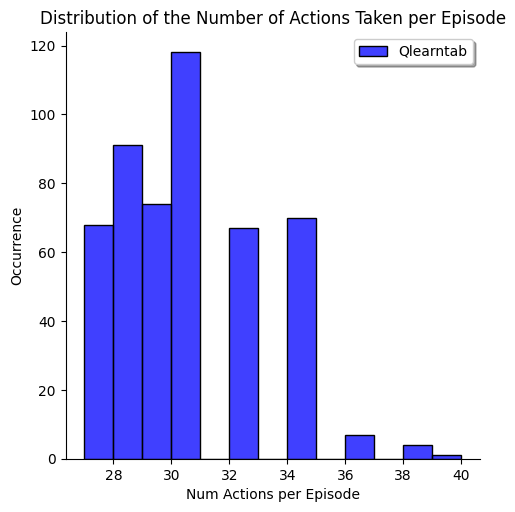 Distribution of the Number of Actions Taken per Episode
Qlearntab
Occurrence
120
100
80
60
40
20
0
28 30 32 34 36 38 40
Num Actions per Episode